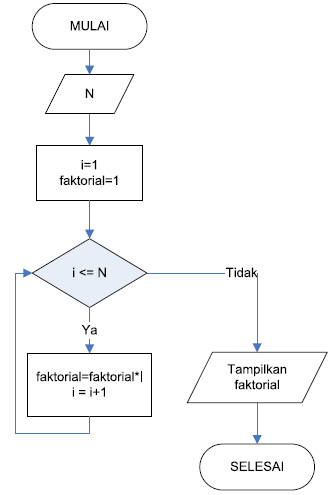 MULAI
N
i=1
faktorial=1
i <= N
Tidak
Ya
faktorial=faktorial*|
i = i+1
Tampilkan
faktorial
SELESAI